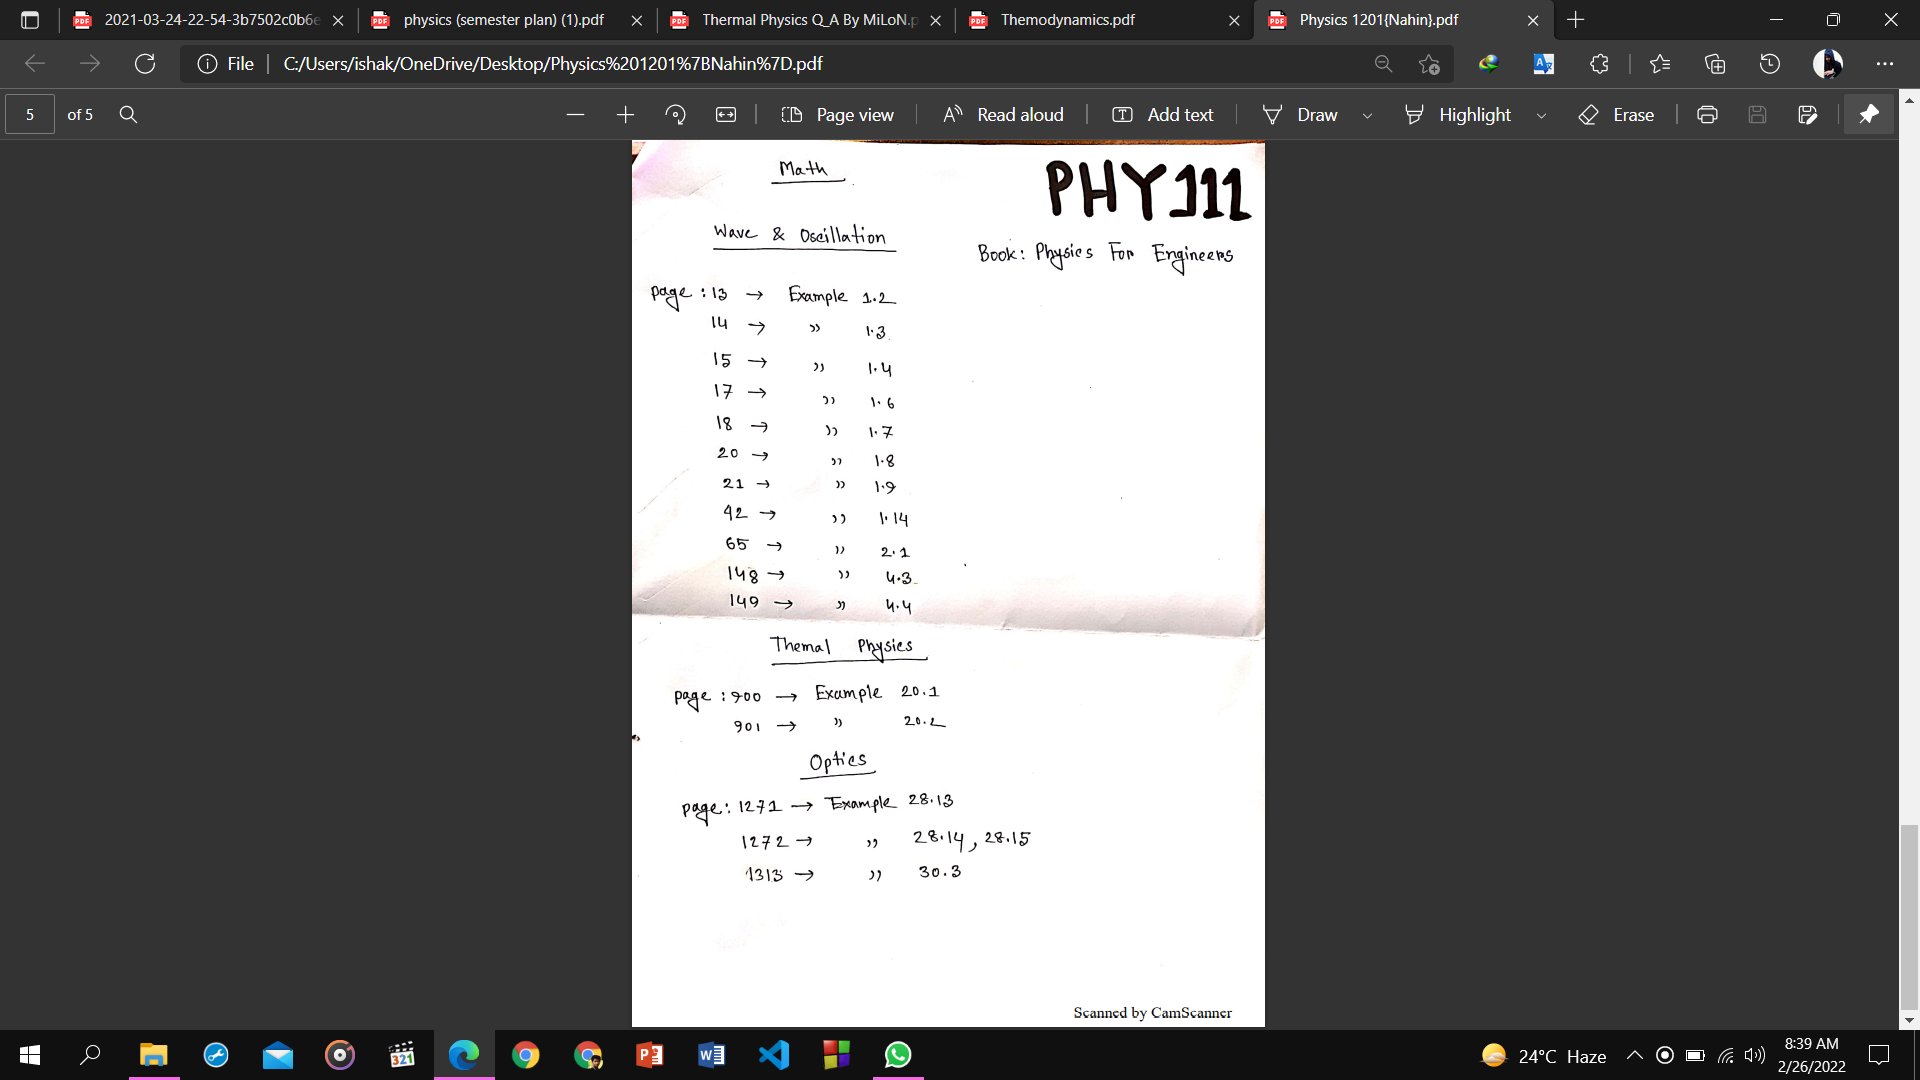 2021-03-24-22-54-3b7502c0b6e
physics (semester plan) (1).pdf
Thermal Physics Q_A By MiLoN.p
Themodynamics.pdf
Physics 1201{Nahin}.pdf
File
C:/Users/ishak/OneDrive/Desktop/Physics%201201%7BNahin%7D.pdf
5 of 5
Page view
Read aloud
Add text
Draw
Highlight
Erase
Math
PHY111
Wave & Oscillation
Book: Physics For Engineers
Page : 13 → Example 1.2
14 → " 1.3
15 → " 1.4
17 → " 1.6
18 → " 1.7
20 → " 1.8
21 → " 1.9
42 → " 1.14
65 → " 2.1
148 → " 4.3
149 → " 4.4
Themal Physics
page : 900 → Example 20.1
901 → " 20.2
Optics
page : 1271 → Example 28.13
1272 → " 28.14, 28.15
1313 → " 30.3
Scanned by CamScanner
321
24°C Haze
8:39 AM
2/26/2022